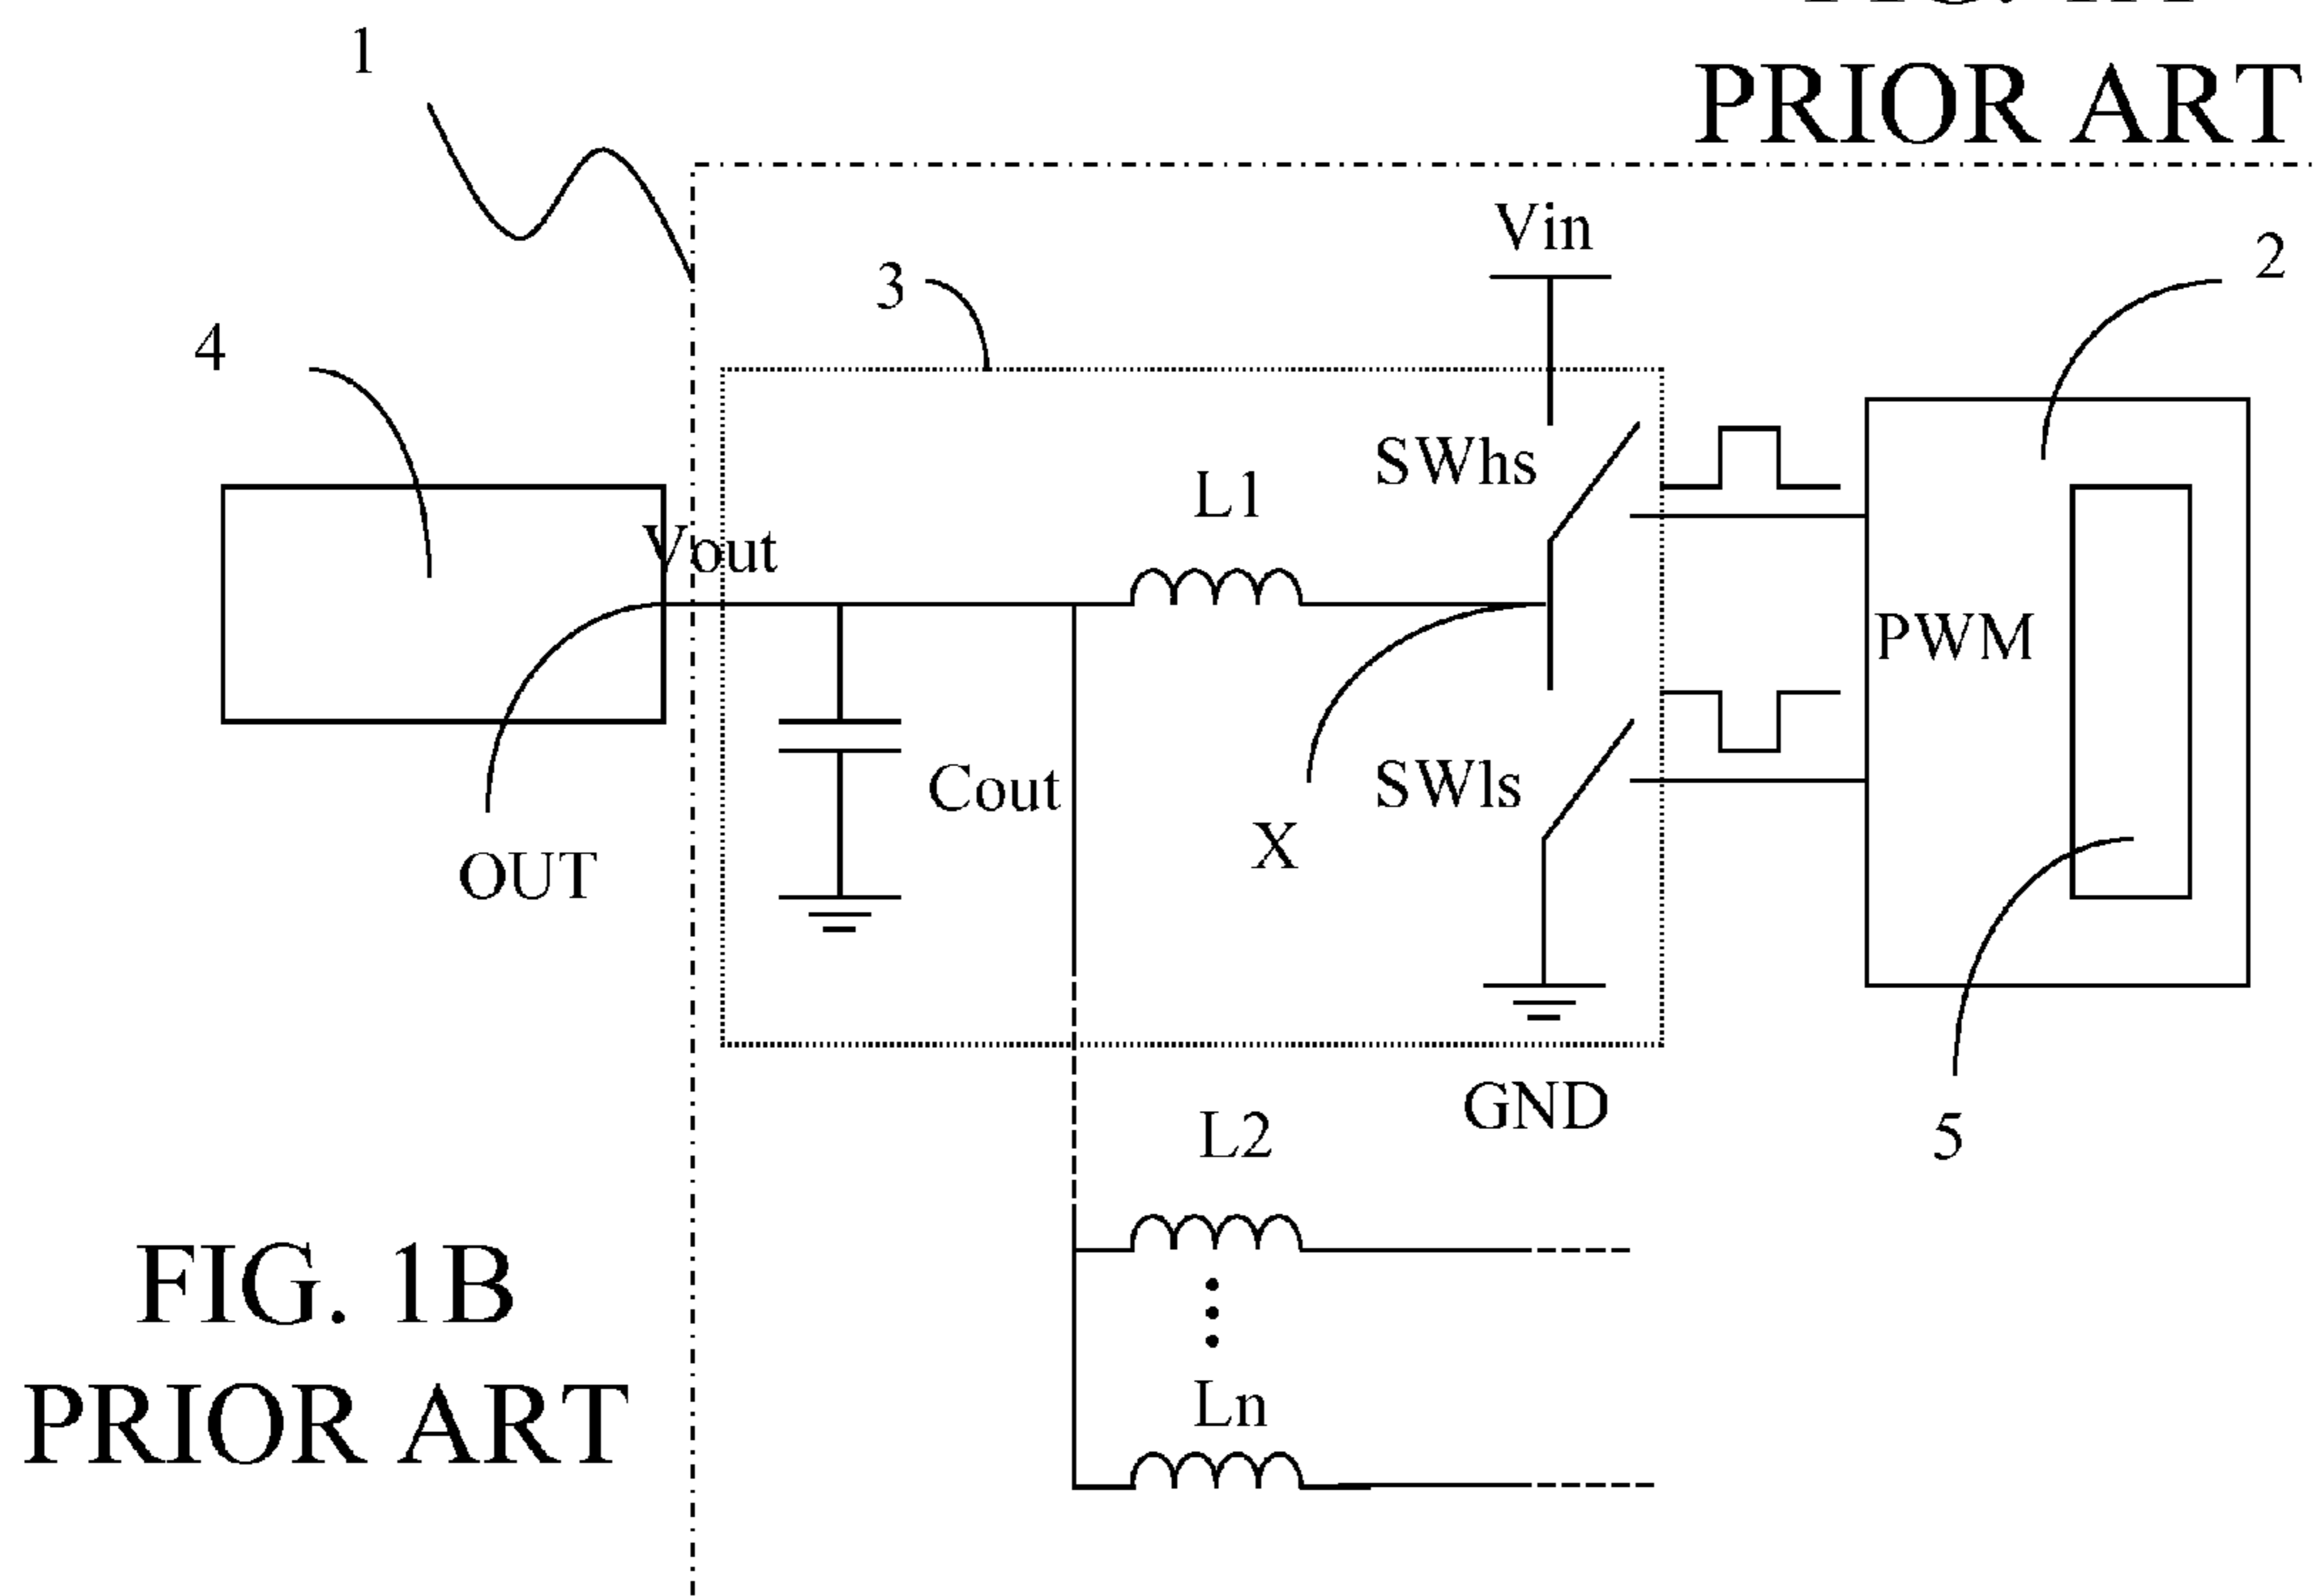 1
PRIOR ART
Vin
2
3
4
SWhs
L1
Vout
PWM
SWls
Cout
X
OUT
GND
L2
5
FIG. 1B
PRIOR ART
Ln